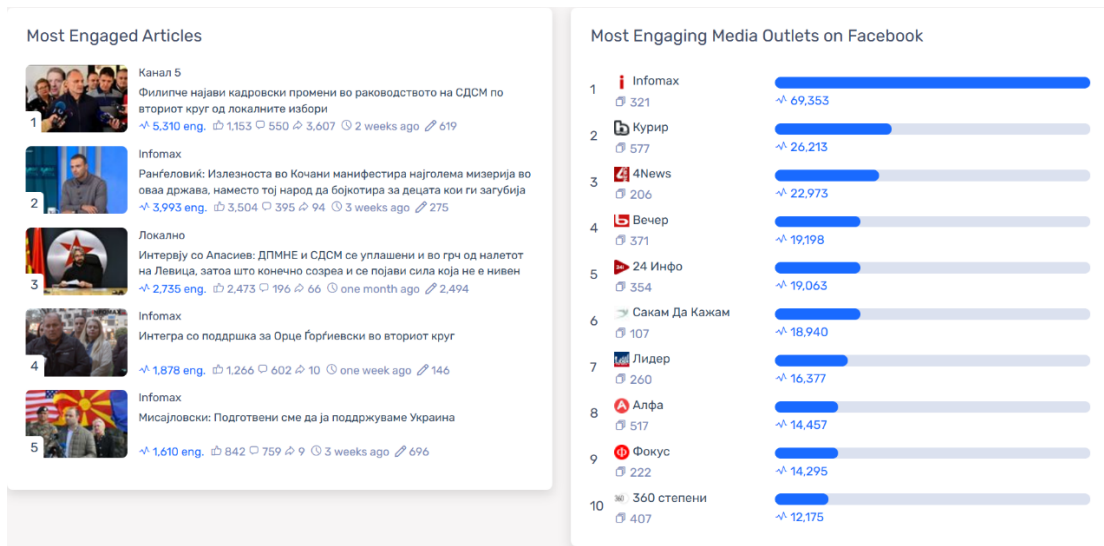 Most Engaged Articles
Канал 5
Филипче најави кадровски промени во раководството на СДСМ по
вториот круг од локалните избори
1
5,310 eng. 1,153 550 3,607 2 weeks ago 619
Infomax
Ранѓеловиќ: Излезноста во Кочани манифестира најголема мизерија во
оваа држава, наместо тој народ да бојкотира за децата кои ги загубија
2
3,993 eng. 3,504 395 94 3 weeks ago 275
Локално
Интервју со Апасиев: ДПМНЕ и СДСМ се уплашени и во грч од налетот
на Левица, затоа што конечно созреа и се појави сила која не е нивен
3
2,735 eng. 2,473 196 66 one month ago 2,494
Infomax
Интегра со поддршка за Орце Ѓорѓиевски во вториот круг
4
1,878 eng. 1,266 602 10 one week ago 146
Infomax
Мисајловски: Подготвени сме да ја поддржуваме Украина
5
1,610 eng. 842 759 9 3 weeks ago 696
Most Engaging Media Outlets on Facebook
1 Infomax
321 69,353
2 Курир
577 26,213
3 4News
206 22,973
4 Вечер
371 19,198
5 24 Инфо
354 19,063
6 Сакам Да Кажам
107 18,940
7 Лидер
260 16,377
8 Алфа
517 14,457
9 Фокус
222 14,295
10 360 степени
407 12,175